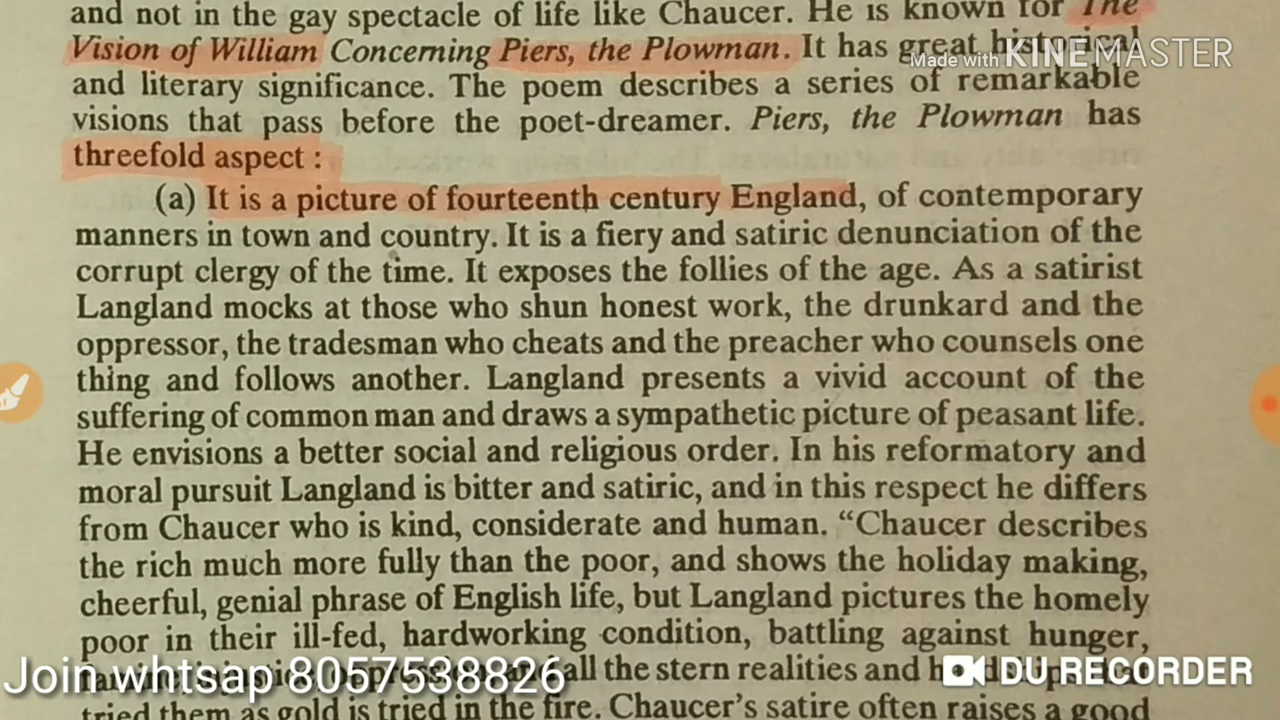 and not in the gay spectacle of life like Chaucer. He is known for The
Vision of William Concerning Piers, the Plowman. It has great historical
Made with KINEMASTER
and literary significance. The poem describes a series of remarkable
visions that pass before the poet-dreamer. Piers, the Plowman has
threefold aspect :
(a) It is a picture of fourteenth century England, of contemporary
manners in town and country. It is a fiery and satiric denunciation of the
corrupt clergy of the time. It exposes the follies of the age. As a satirist
Langland mocks at those who shun honest work, the drunkard and the
oppressor, the tradesman who cheats and the preacher who counsels one
thing and follows another. Langland presents a vivid account of the
suffering of common man and draws a sympathetic picture of peasant life.
He envisions a better social and religious order. In his reformatory and
moral pursuit Langland is bitter and satiric, and in this respect he differs
from Chaucer who is kind, considerate and human. “Chaucer describes
the rich much more fully than the poor, and shows the holiday making,
cheerful, genial phrase of English life, but Langland pictures the homely
poor in their ill-fed, hardworking condition, battling against hunger,
all the stern realities and
Join whtsap 8057538826
DU RECORDER
tried them as gold is tried in the fire. Chaucer's satire often raises a good